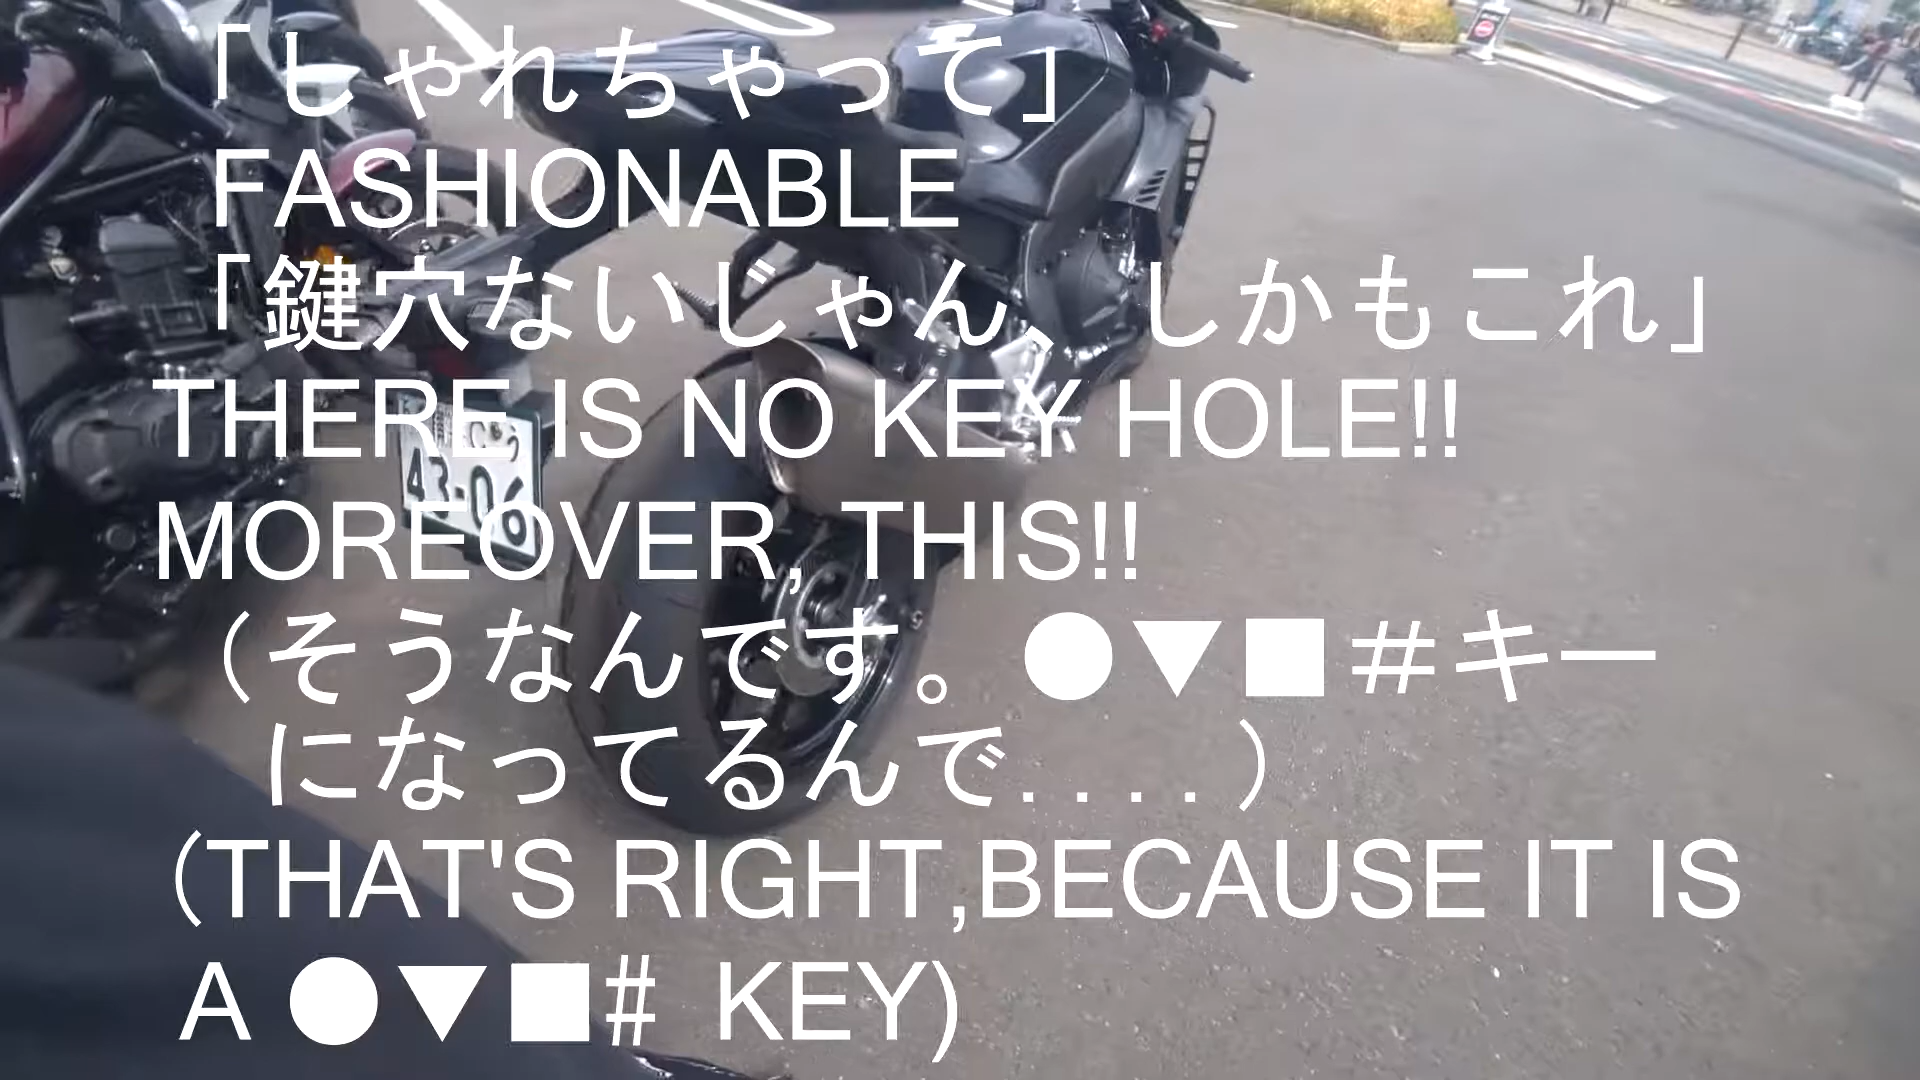 「しゃれちゃって」
FASHIONABLE
「鍵穴ないじゃん、しかもこれ」
THERE IS NO KEY HOLE!!
MOREOVER, THIS!!
（そうなんです。●▼■＃キー
になってるんで....）
(THAT'S RIGHT,BECAUSE IT IS
A ●▼■# KEY)
43-06